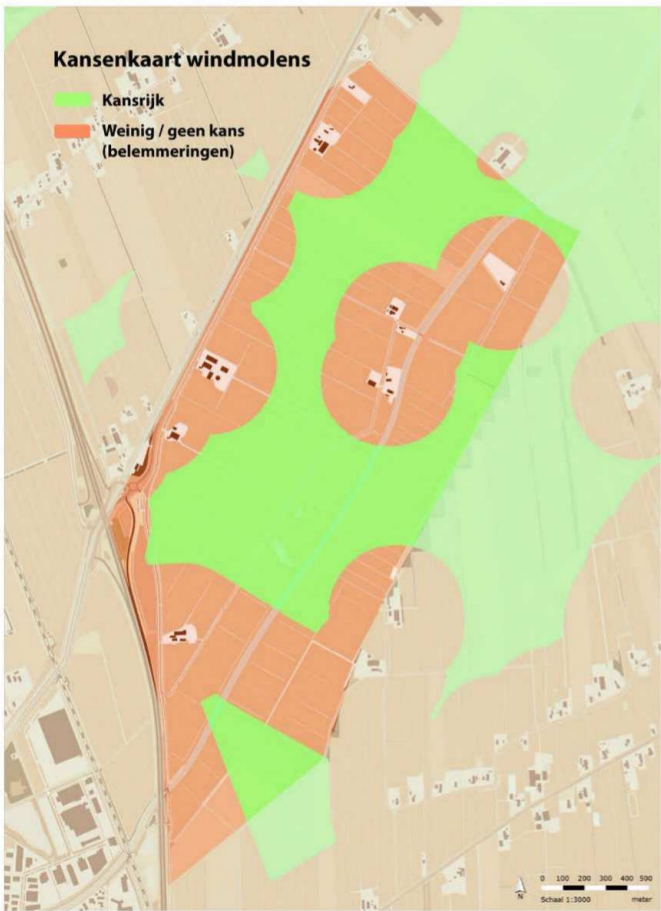 Kansenkaart windmolens
Kansrijk
Weinig / geen kans
(belemmeringen)
0 100 200 300 400 500
N
Schaal 1:3000 meter